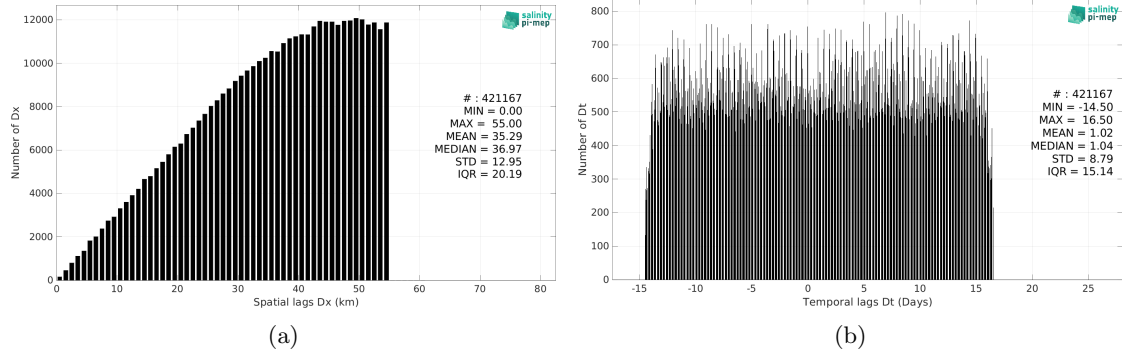 salinity
pi-mep
12000
10000
8000
6000
4000
2000
0
Number of Dx
# : 421167
MIN = 0.00
MAX = 55.00
MEAN = 35.29
MEDIAN = 36.97
STD = 12.95
IQR = 20.19
0 10 20 30 40 50 60 70 80
Spatial lags Dx (km)
(a)
salinity
pi-mep
800
700
600
500
400
300
200
100
0
Number of Dt
# : 421167
MIN = -14.50
MAX = 16.50
MEAN = 1.02
MEDIAN = 1.04
STD = 8.79
IQR = 15.14
-15 -10 -5 0 5 10 15 20 25
Temporal lags Dt (Days)
(b)